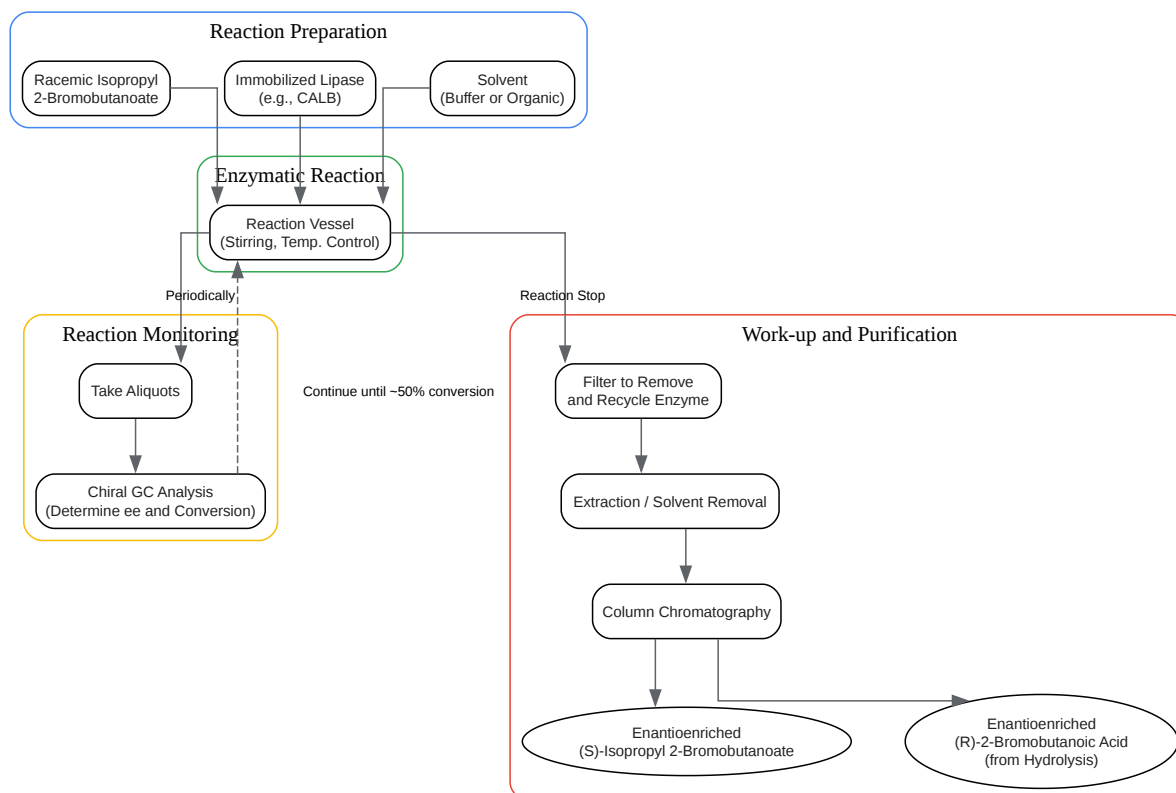 Reaction Preparation
Racemic Isopropyl
2-Bromobutanoate
Immobilized Lipase
(e.g., CALB)
Solvent
(Buffer or Organic)
Enzymatic Reaction
Reaction Vessel
(Stirring, Temp. Control)
Periodically
Reaction Stop
Reaction Monitoring
Take Aliquots
Continue until ~50% conversion
Chiral GC Analysis
(Determine ee and Conversion)
Work-up and Purification
Filter to Remove
and Recycle Enzyme
Extraction / Solvent Removal
Column Chromatography
Enantioenriched
(S)-Isopropyl 2-Bromobutanoate
Enantioenriched
(R)-2-Bromobutanoic Acid
(from Hydrolysis)